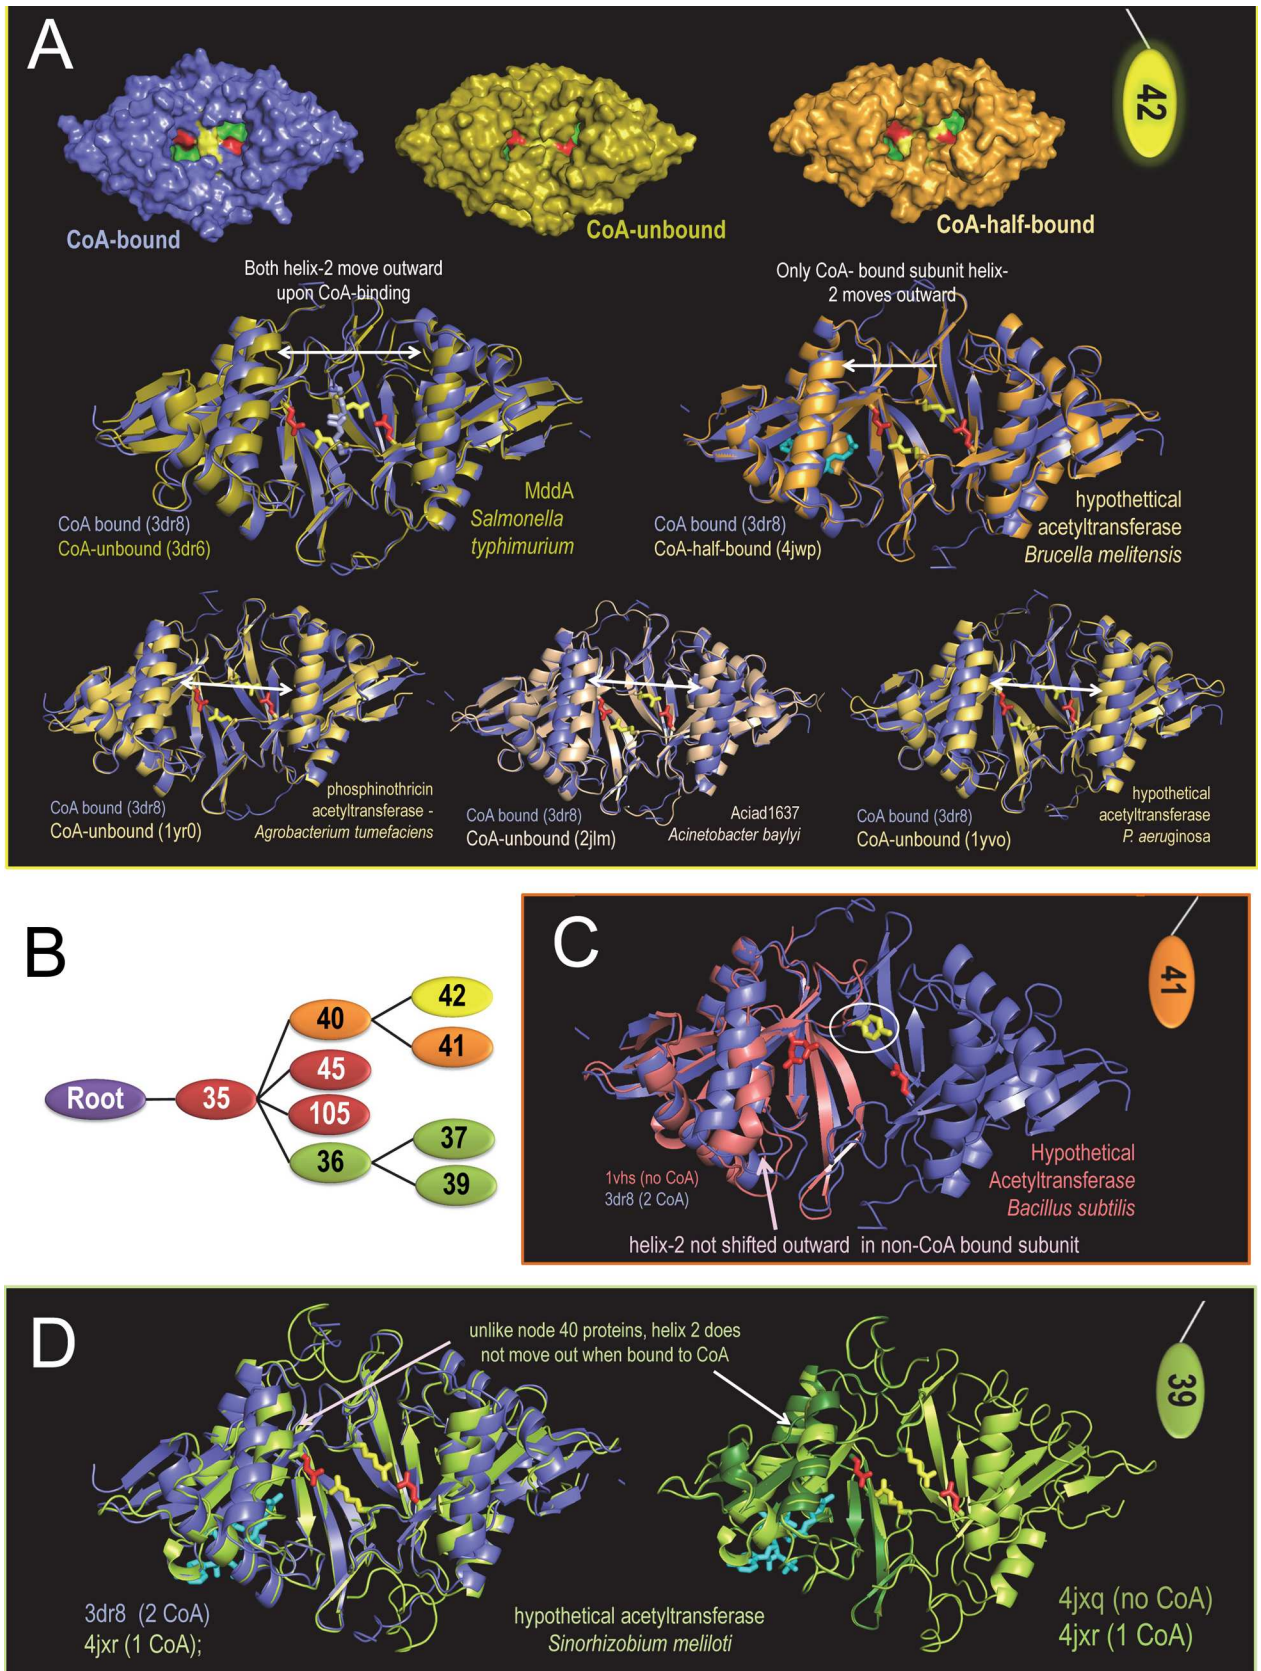 A
42
CoA-bound
CoA-unbound
CoA-half-bound
Both helix-2 move outward
upon CoA-binding
Only CoA- bound subunit helix-
2 moves outward
MddA
Salmonella
typhimurium
CoA bound (3dr8)
CoA-unbound (3dr6)
hypothettical
acetyltransferase
Brucella melitensis
CoA bound (3dr8)
CoA-half-bound (4jwp)
phosphinothricin
acetyltransferase -
Agrobacterium tumefaciens
CoA bound (3dr8)
CoA-unbound (1yr0)
Aciad1637
Acinetobacter baylyi
CoA bound (3dr8)
CoA-unbound (2jlm)
hypothetical
acetyltransferase
P. aeruginosa
CoA bound (3dr8)
CoA-unbound (1yvo)
B
Root
35
40
45
105
36
42
41
37
39
C
41
Hypothetical
Acetyltransferase
Bacillus subtilis
1vhs (no CoA)
3dr8 (2 CoA)
helix-2 not shifted outward in non-CoA bound subunit
D
unlike node 40 proteins, helix 2 does
not move out when bound to CoA
39
3dr8 (2 CoA)
4jxr (1 CoA);
hypothetical acetyltransferase
Sinorhizobium meliloti
4jxq (no CoA)
4jxr (1 CoA)